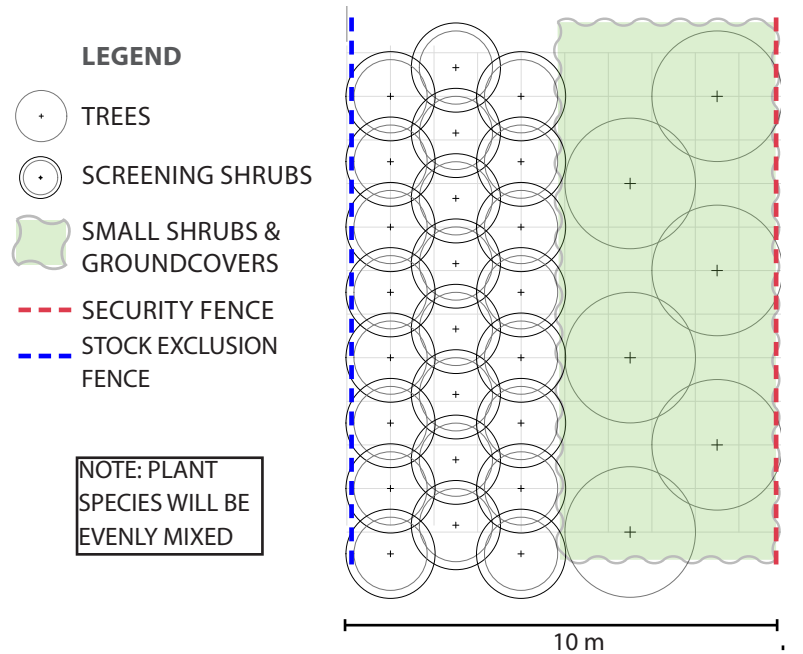 LEGEND
TREES
SCREENING SHRUBS
SMALL SHRUBS &
GROUNDCOVERS
SECURITY FENCE
STOCK EXCLUSION
FENCE
NOTE: PLANT
SPECIES WILL BE
EVENLY MIXED
10 m